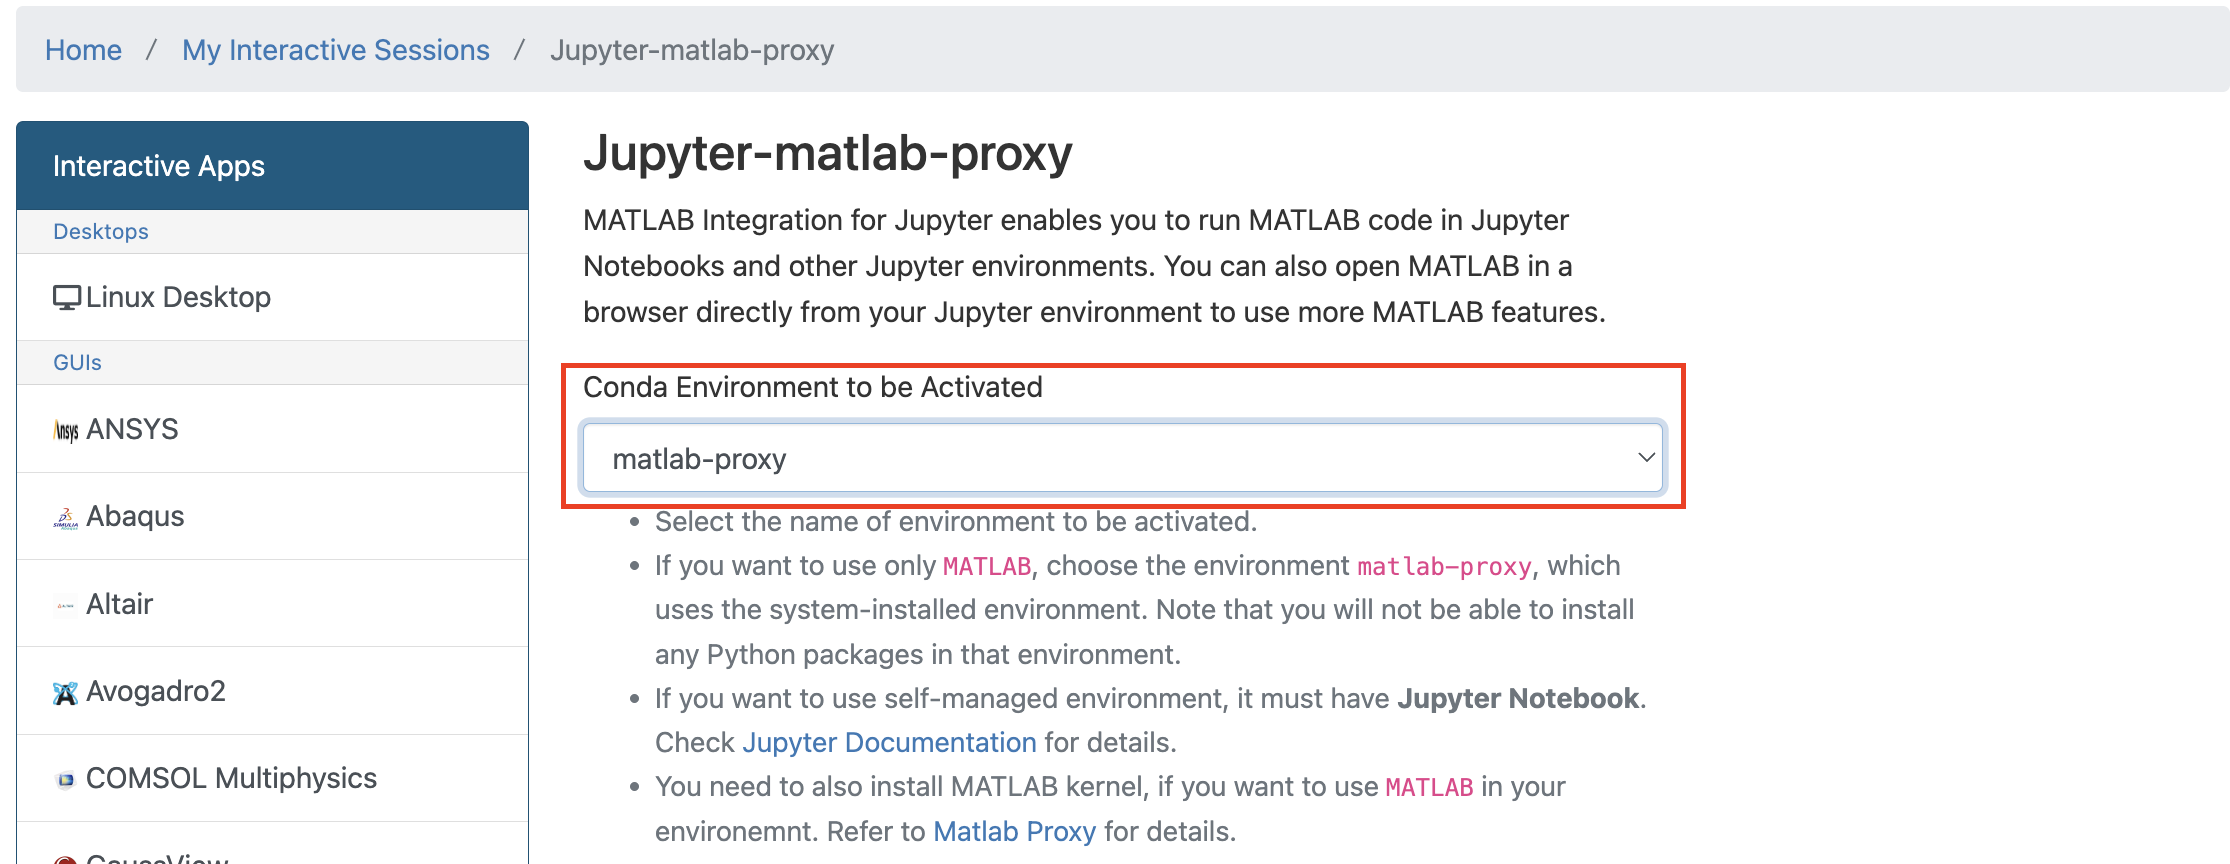 Home / My Interactive Sessions / Jupyter-matlab-proxy
Interactive Apps
Desktops
Linux Desktop
GUIs
Ansys ANSYS
SIMULIA Abaqus
Altair
Avogadro2
COMSOL Multiphysics
GaussView
Jupyter-matlab-proxy
MATLAB Integration for Jupyter enables you to run MATLAB code in Jupyter
Notebooks and other Jupyter environments. You can also open MATLAB in a
browser directly from your Jupyter environment to use more MATLAB features.
Conda Environment to be Activated
matlab-proxy
• Select the name of environment to be activated.
• If you want to use only MATLAB, choose the environment matlab-proxy, which
uses the system-installed environment. Note that you will not be able to install
any Python packages in that environment.
• If you want to use self-managed environment, it must have Jupyter Notebook.
Check Jupyter Documentation for details.
• You need to also install MATLAB kernel, if you want to use MATLAB in your
environemnt. Refer to Matlab Proxy for details.